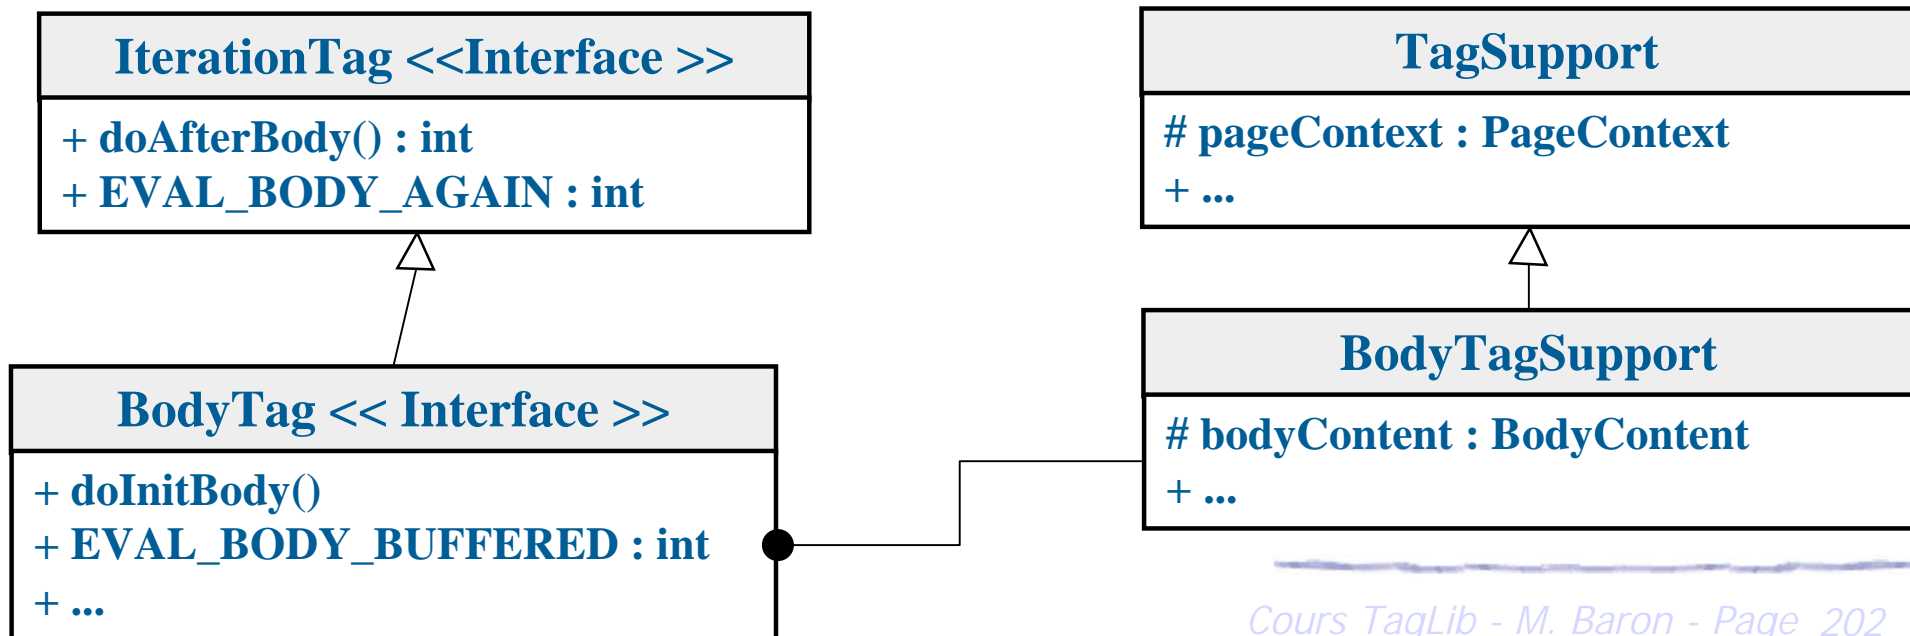 IterationTag <<Interface >>
+ doAfterBody() : int
+ EVAL_BODY_AGAIN : int
TagSupport
# pageContext : PageContext
+ ...
BodyTag << Interface >>
+ doInitBody()
+ EVAL_BODY_BUFFERED : int
+ ...
BodyTagSupport
# bodyContent : BodyContent
+ ...
Cours TagLib - M. Baron - Page 202